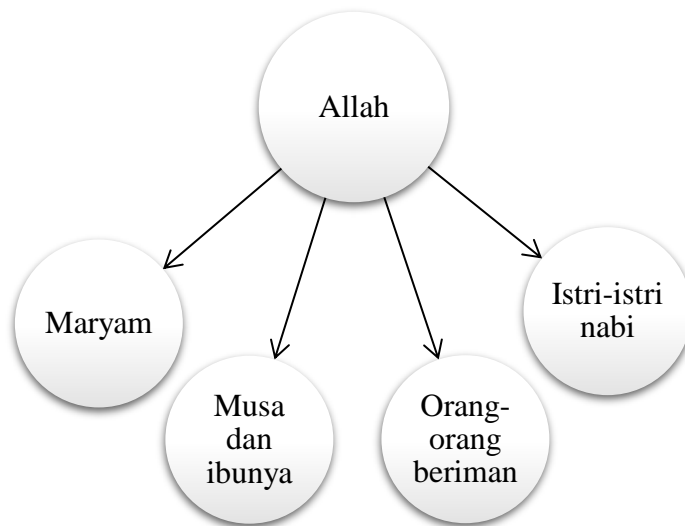 Allah
Maryam
Istri-istri
nabi
Musa
dan
ibunya
Orang-
orang
beriman